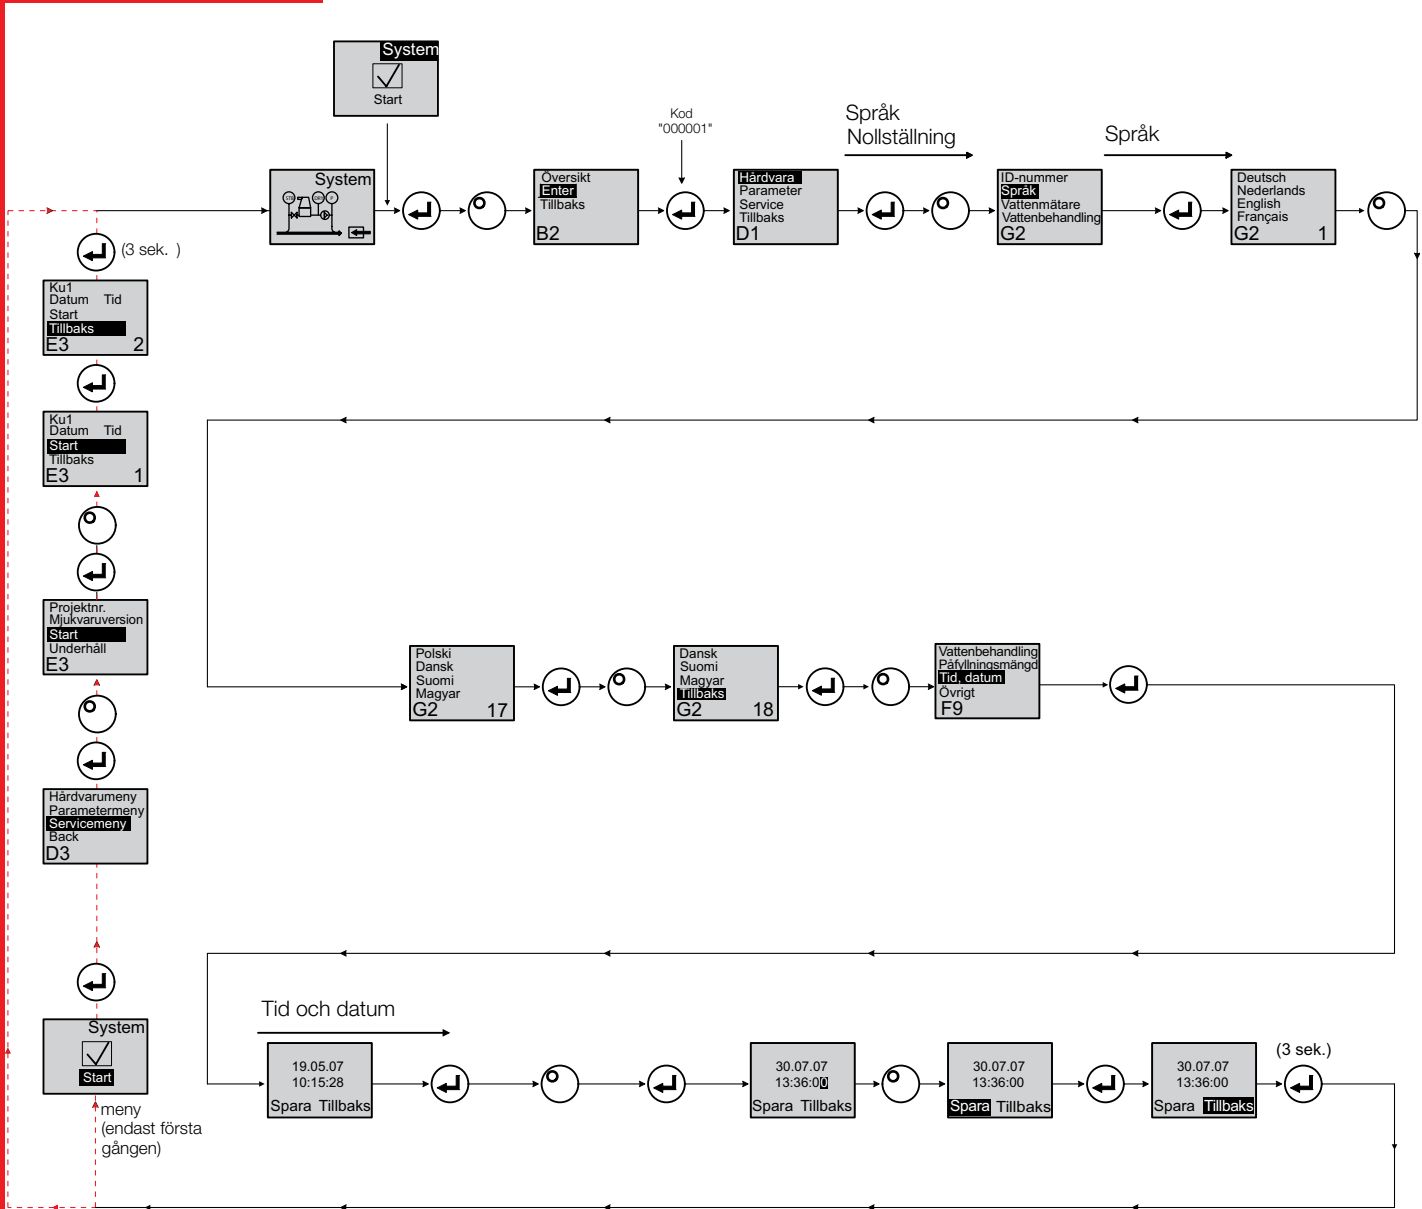 System
Start
Kod
"000001"
Språk
Nollställning
Språk
System
STB
DRV
P
Översikt
Enter
Tillbaks
B2
Hårdvara
Parameter
Service
Tillbaks
D1
ID-nummer
Språk
Vattenmätare
Vattenbehandling
G2
Deutsch
Nederlands
English
Français
G2 1
(3 sek. )
Ku1
Datum Tid
Start
Tillbaks
E3 2
Ku1
Datum Tid
Start
Tillbaks
E3 1
Projektnr.
Mjukvaruversion
Start
Underhåll
E3
Polski
Dansk
Suomi
Magyar
G2 17
Dansk
Suomi
Magyar
Tillbaks
G2 18
Vattenbehandling
Påfyllningsmängd
Tid, datum
Övrigt
F9
Hårdvarumeny
Parametermeny
Servicemeny
Back
D3
System
Start
meny
(endast första
gången)
Tid och datum
19.05.07
10:15:28
Spara Tillbaks
30.07.07
13:36:00
Spara Tillbaks
30.07.07
13:36:00
Spara Tillbaks
30.07.07
13:36:00
Spara Tillbaks
(3 sek.)